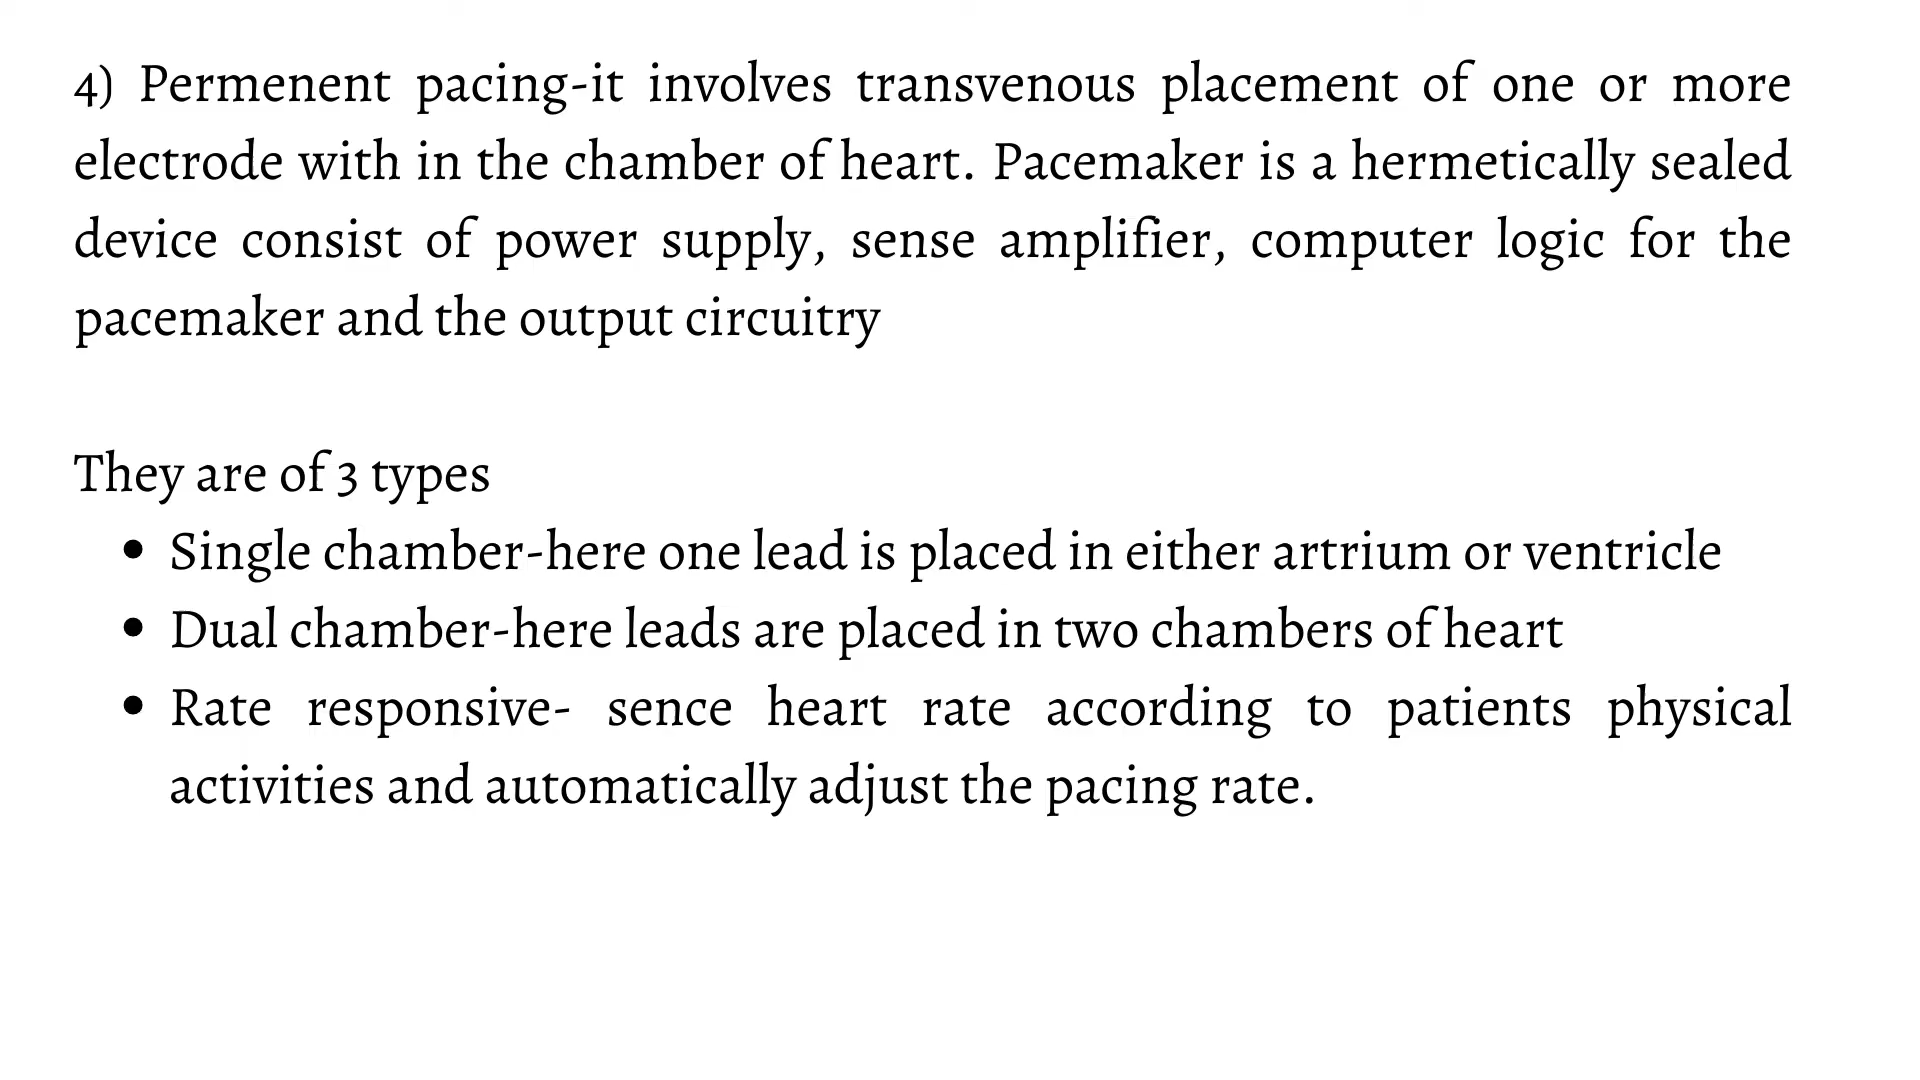 4) Permenent pacing-it involves transvenous placement of one or more
electrode with in the chamber of heart. Pacemaker is a hermetically sealed
device consist of power supply, sense amplifier, computer logic for the
pacemaker and the output circuitry
They are of 3 types
• Single chamber-here one lead is placed in either artrium or ventricle
• Dual chamber-here leads are placed in two chambers of heart
• Rate responsive- sence heart rate according to patients physical
activities and automatically adjust the pacing rate.